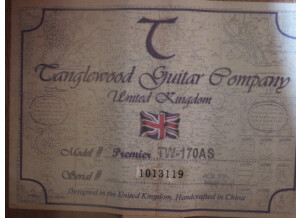 T
Tanglewood Guitar Company
United Kingdom
Model # Premier TW-170AS
Serial # 1013119
Designed in the United Kingdom, Handcrafted in China